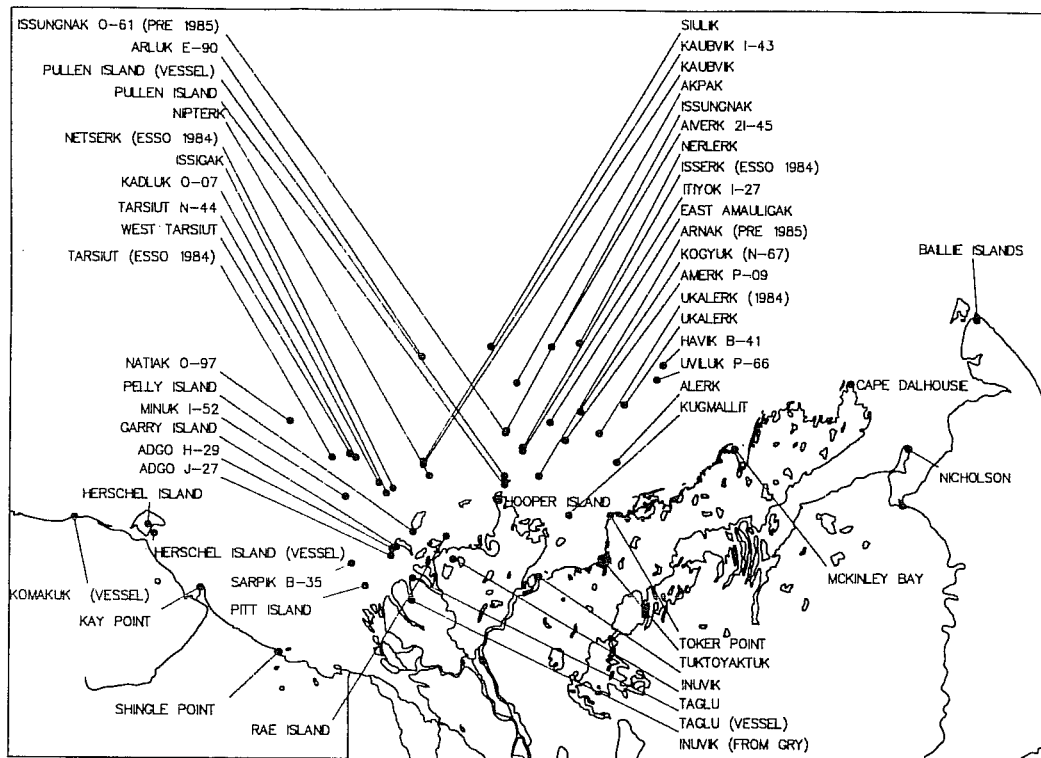 ISSUNGNAK O-61 (PRE 1985)
ARLUK E-90
PULLEN ISLAND (VESSEL)
PULLEN ISLAND
NIPTERK
NETSERK (ESSO 1984)
ISSIGAK
KADLUK O-07
TARSIUT N-44
WEST TARSIUT
TARSIUT (ESSO 1984)
NATIAK O-97
PELLY ISLAND
MINUK I-52
GARRY ISLAND
ADGO H-29
ADGO J-27
HERSCHEL ISLAND
HERSCHEL ISLAND (VESSEL)
SARPIK B-35
PITT ISLAND
KOMAKUK (VESSEL)
KAY POINT
SHINGLE POINT
RAE ISLAND
HOOPER ISLAND
SIULIK
KAUBVIK I-43
KAUBVIK
AKPAK
ISSUNGNAK
AIVERK 2I-45
NERLERK
ISSERK (ESSO 1984)
ITIYOK I-27
EAST AMAULIGAK
ARNAK (PRE 1985)
KOGYUK (N-67)
AMERK P-09
UKALERK (1984)
UKALERK
HAVIK B-41
UVILUK P-66
ALERK
KUGMALLIT
BAILLIE ISLANDS
CAPE DALHOUSIE
NICHOLSON
MCKINLEY BAY
TOKER POINT
TUKTOYAKTUK
INUVIK
TAGLU
TAGLU (VESSEL)
INUVIK (FROM GRY)